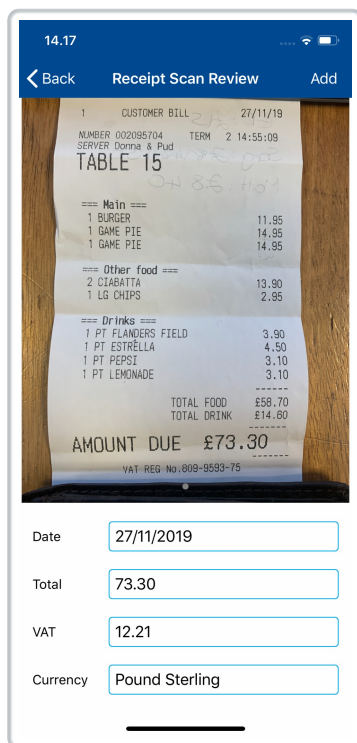 14.17
Back Receipt Scan Review Add
1 CUSTOMER BILL 27/11/19
NUMBER 002095704 TERM 2 14:55:09
SERVER Donna & Pud
TABLE 15
=== Main ===
1 BURGER 11.95
1 GAME PIE 14.95
1 GAME PIE 14.95
=== Other food ===
2 CIABATTA 13.90
1 LG CHIPS 2.95
=== Drinks ===
1 PT FLANDERS FIELD 3.90
1 PT ESTRELLA 4.50
1 PT PEPSI 3.10
1 PT LEMONADE 3.10
------
TOTAL FOOD £58.70
TOTAL DRINK £14.60
-------
AMOUNT DUE £73.30
-------
VAT REG No.809-9593-75
Date 27/11/2019
Total 73.30
VAT 12.21
Currency Pound Sterling